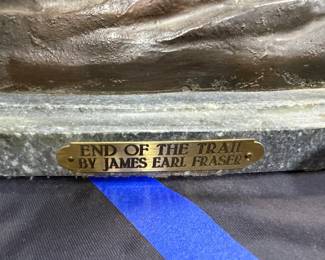 END OF THE TRAIL
BY JAMES EARL FRASER